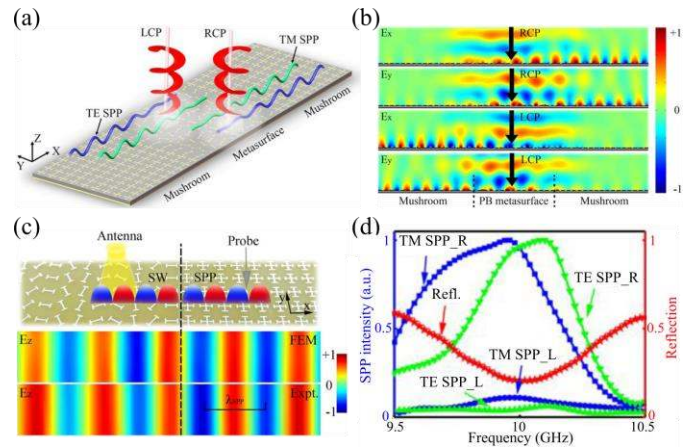 (a)
LCP
RCP
TM SPP
TE SPP
Mushroom
Metasurface
Mushroom
Z
X
Y
(b)
Ex
RCP
Ey
RCP
Ex
LCP
Ey
LCP
Mushroom
PB metasurface
Mushroom
+1
0
-1
(c)
Antenna
Probe
SW
SPP
y
x
Ez
FEM
Ez
Expt.
+1
0
-1
(d)
TM SPP_R
Refl.
TE SPP_R
TM SPP_L
TE SPP_L
1
0.5
0
1
0.5
0
SPP intensity (a.u.)
Reflection
9.5
10
10.5
Frequency (GHz)